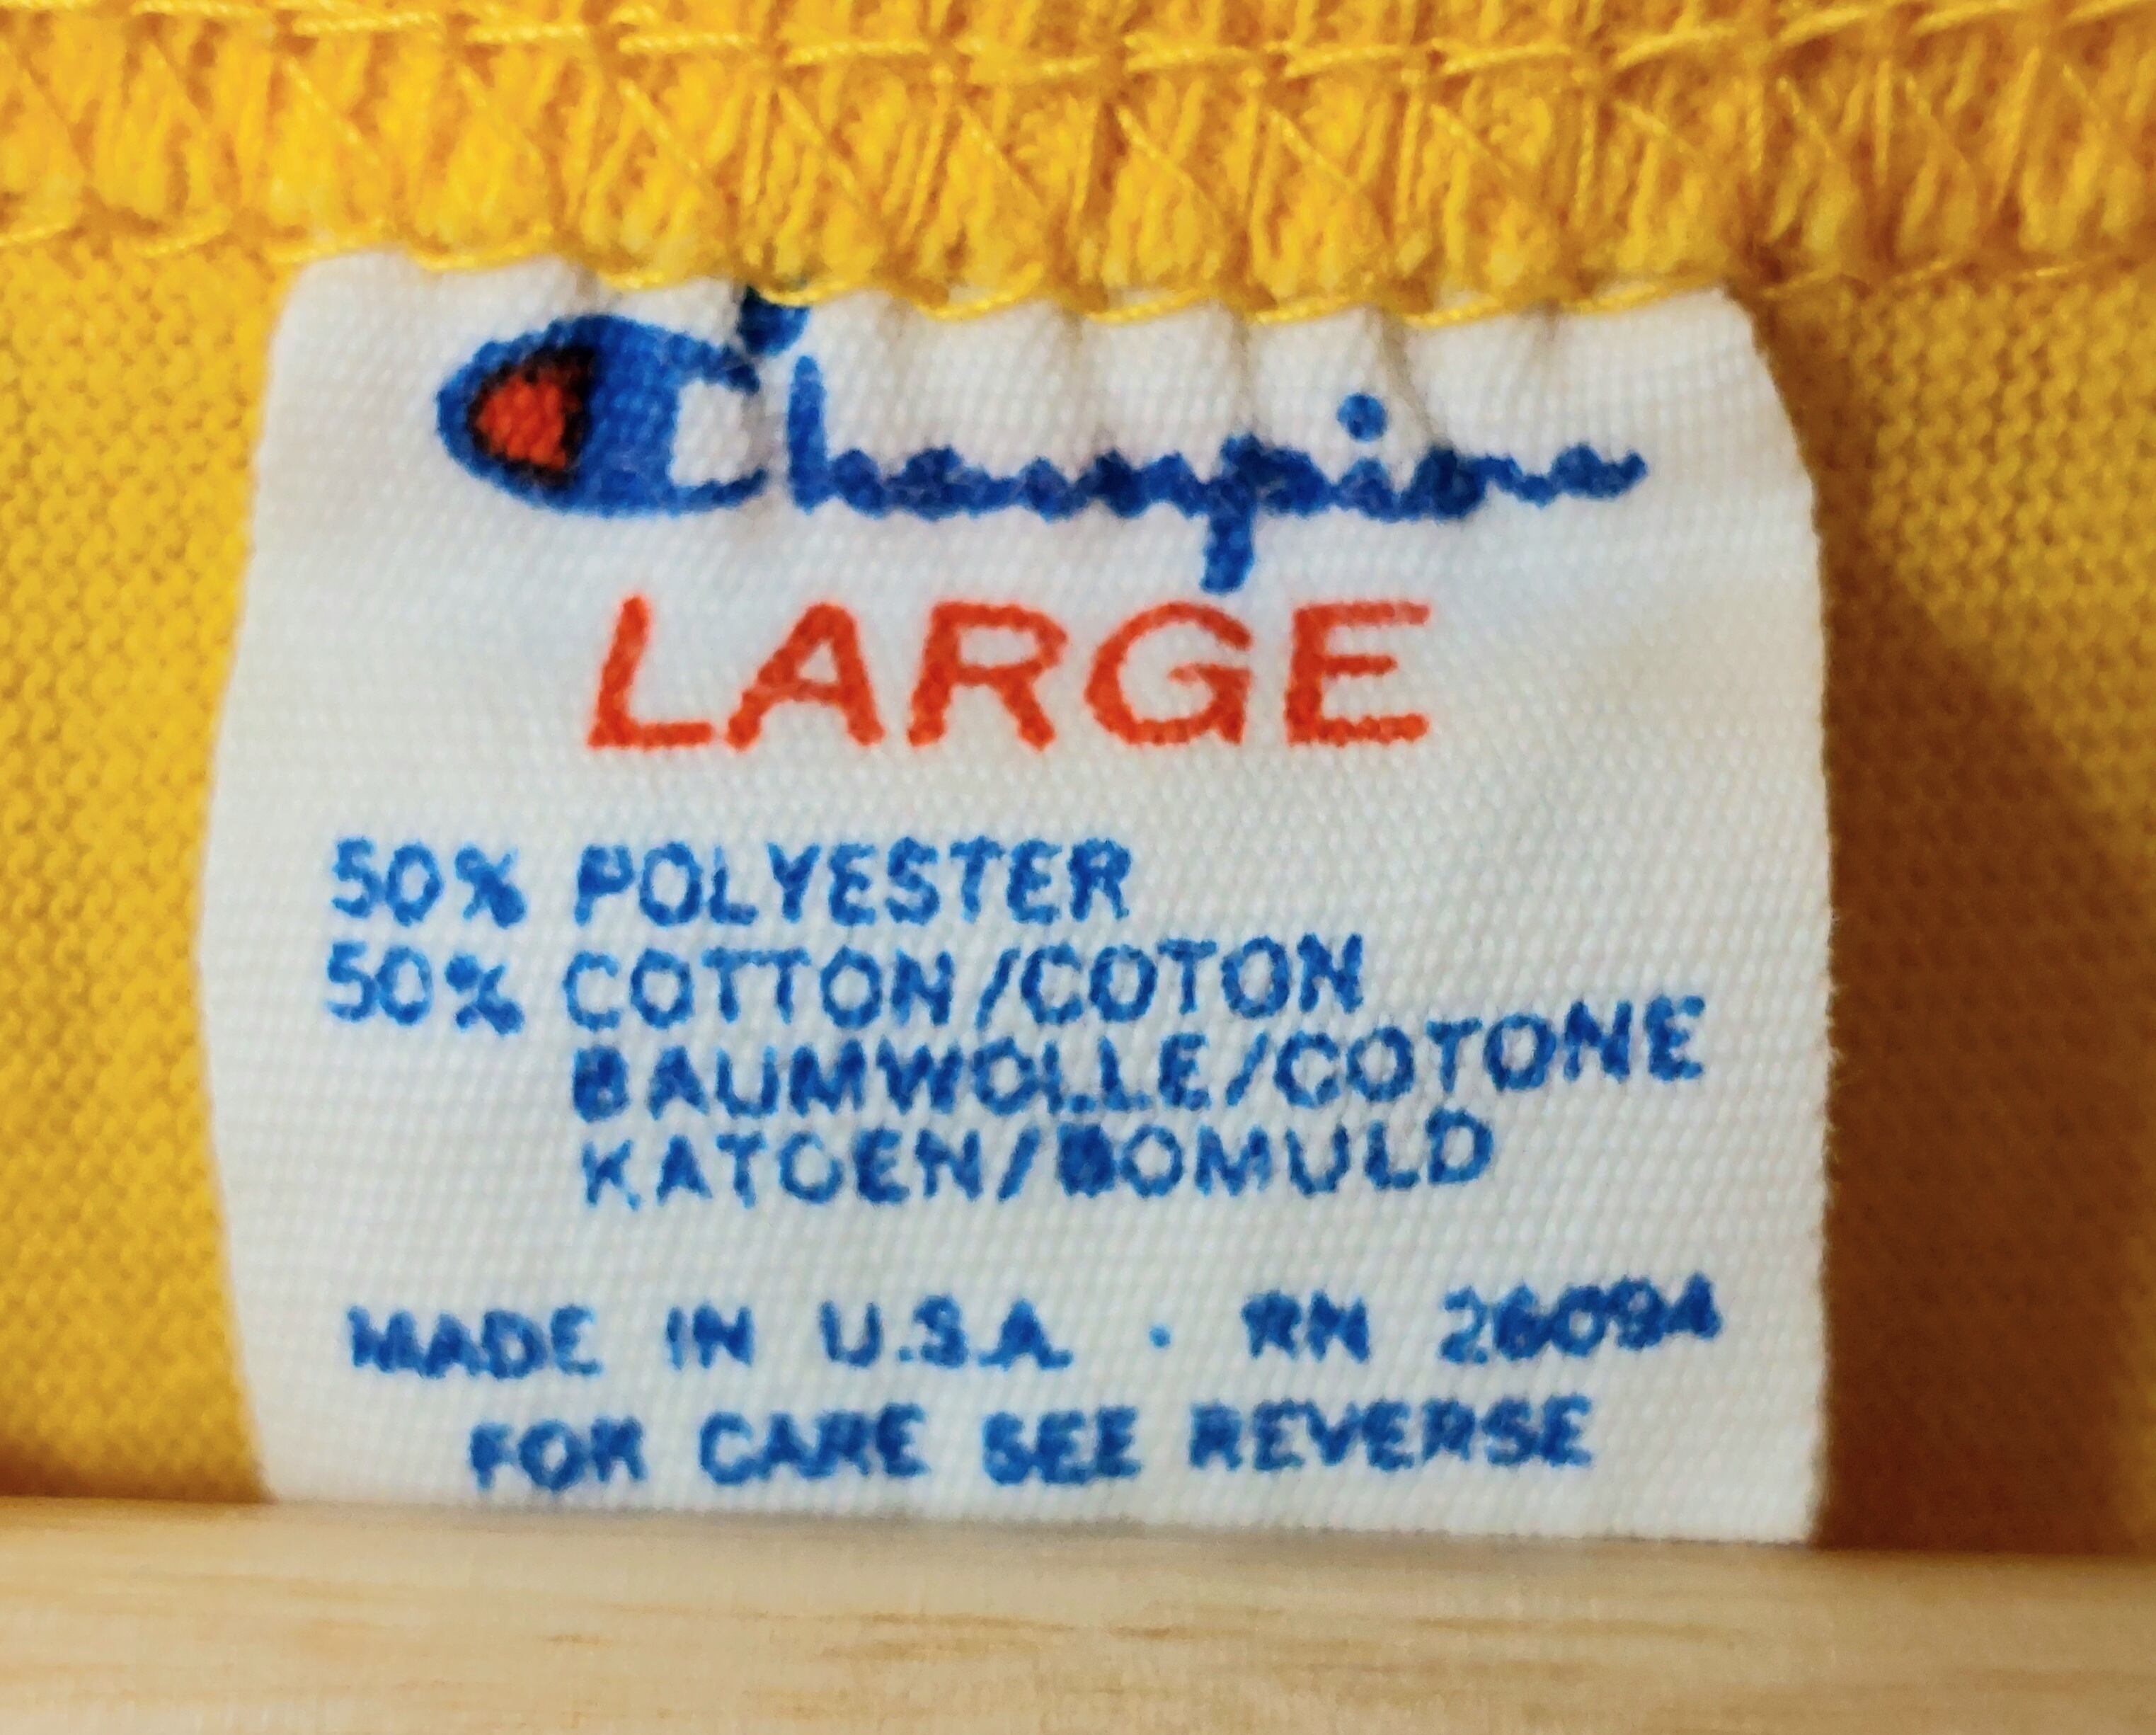 Champion
LARGE
50% POLYESTER
50% COTTON/COTON
BAUMWOLLE/COTONE
KATOEN/BOMULD
MADE IN U.S.A. · RN 26094
FOR CARE SEE REVERSE